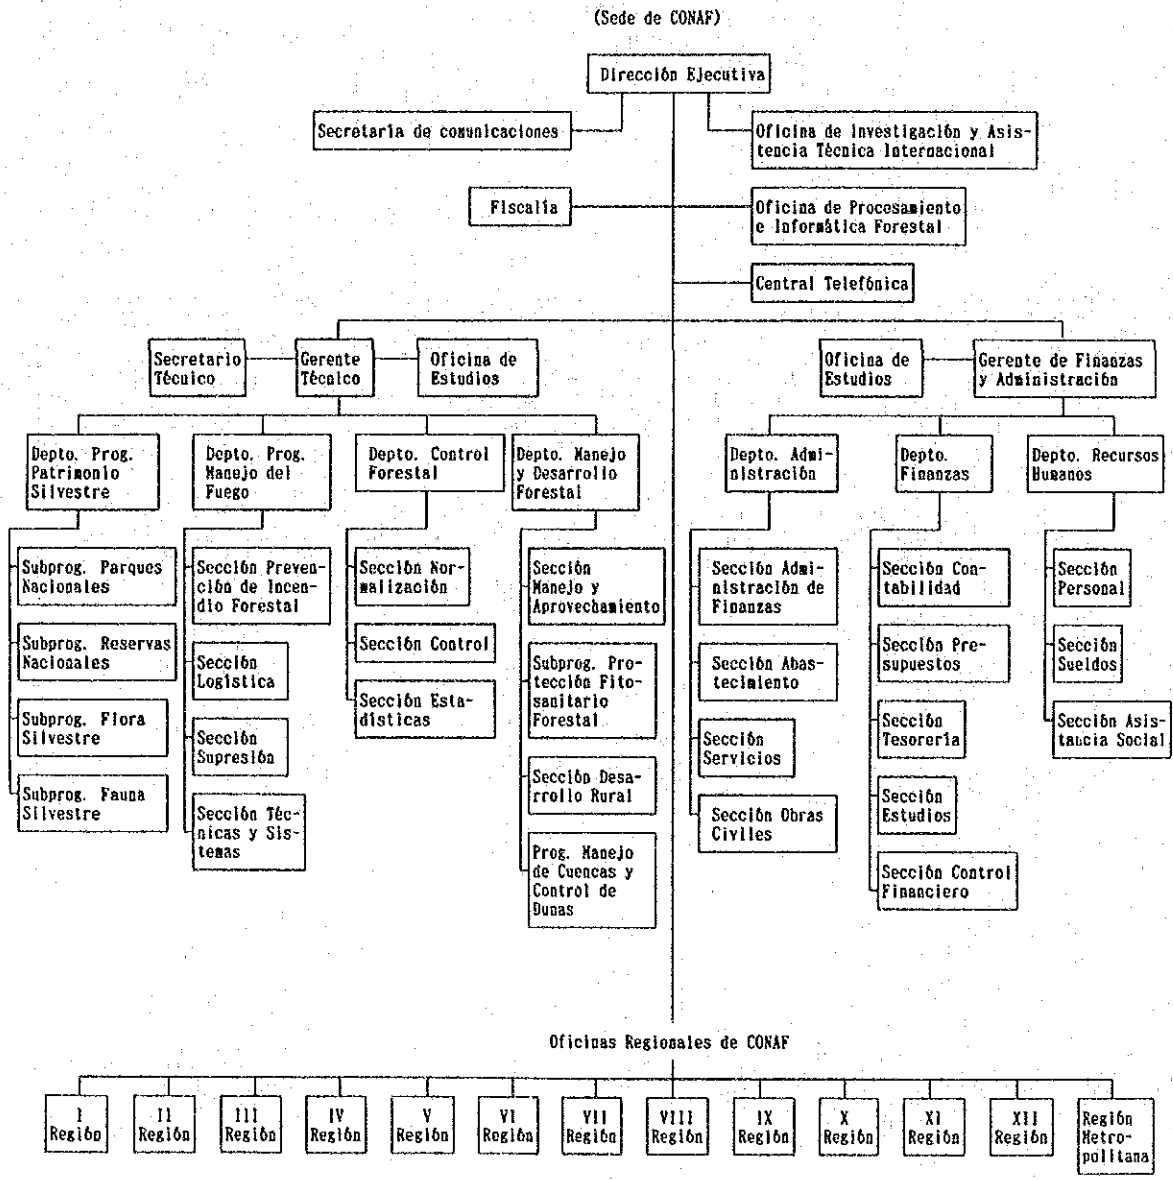 (Sede de CONAF)
Dirección Ejecutiva
Secretaría de comunicaciones
Oficina de Investigación y Asis-
tencia Técnica Internacional
Fiscalía
Oficina de Procesamiento
e Informática Forestal
Central Telefónica
Secretario
Técnico
Gerente
Técnico
Oficina de
Estudios
Oficina de
Estudios
Gerente de Finanzas
y Administración
Depto. Prog.
Patrimonio
Silvestre
Depto. Prog.
Manejo del
Fuego
Depto. Control
Forestal
Depto. Manejo
y Desarrollo
Forestal
Depto. Admi-
nistración
Depto.
Finanzas
Depto. Recursos
Humanos
Subprog. Parques
Nacionales
Subprog. Reservas
Nacionales
Subprog. Flora
Silvestre
Subprog. Fauna
Silvestre
Sección Preven-
ción de Incen-
dio Forestal
Sección
Logística
Sección
Supresión
Sección Téc-
nicas y Sis-
temas
Sección Nor-
malización
Sección Control
Sección Esta-
dísticas
Sección
Manejo y
Aprovechamiento
Subprog. Pro-
tección Fito-
sanitario
Forestal
Sección Desa-
rrollo Rural
Prog. Manejo
de Cuencas y
Control de
Dunas
Sección Admi-
nistración de
Finanzas
Sección Abas-
tecimiento
Sección
Servicios
Sección Obras
Civiles
Sección Con-
tabilidad
Sección Pre-
supuestos
Sección
Tesorería
Sección
Estudios
Sección Control
Financiero
Sección
Personal
Sección
Sueldos
Sección Asis-
tancia Social
Oficinas Regionales de CONAF
I
Región
II
Región
III
Región
IV
Región
V
Región
VI
Región
VII
Región
VIII
Región
IX
Región
X
Región
XI
Región
XII
Región
Región
Metro-
politana